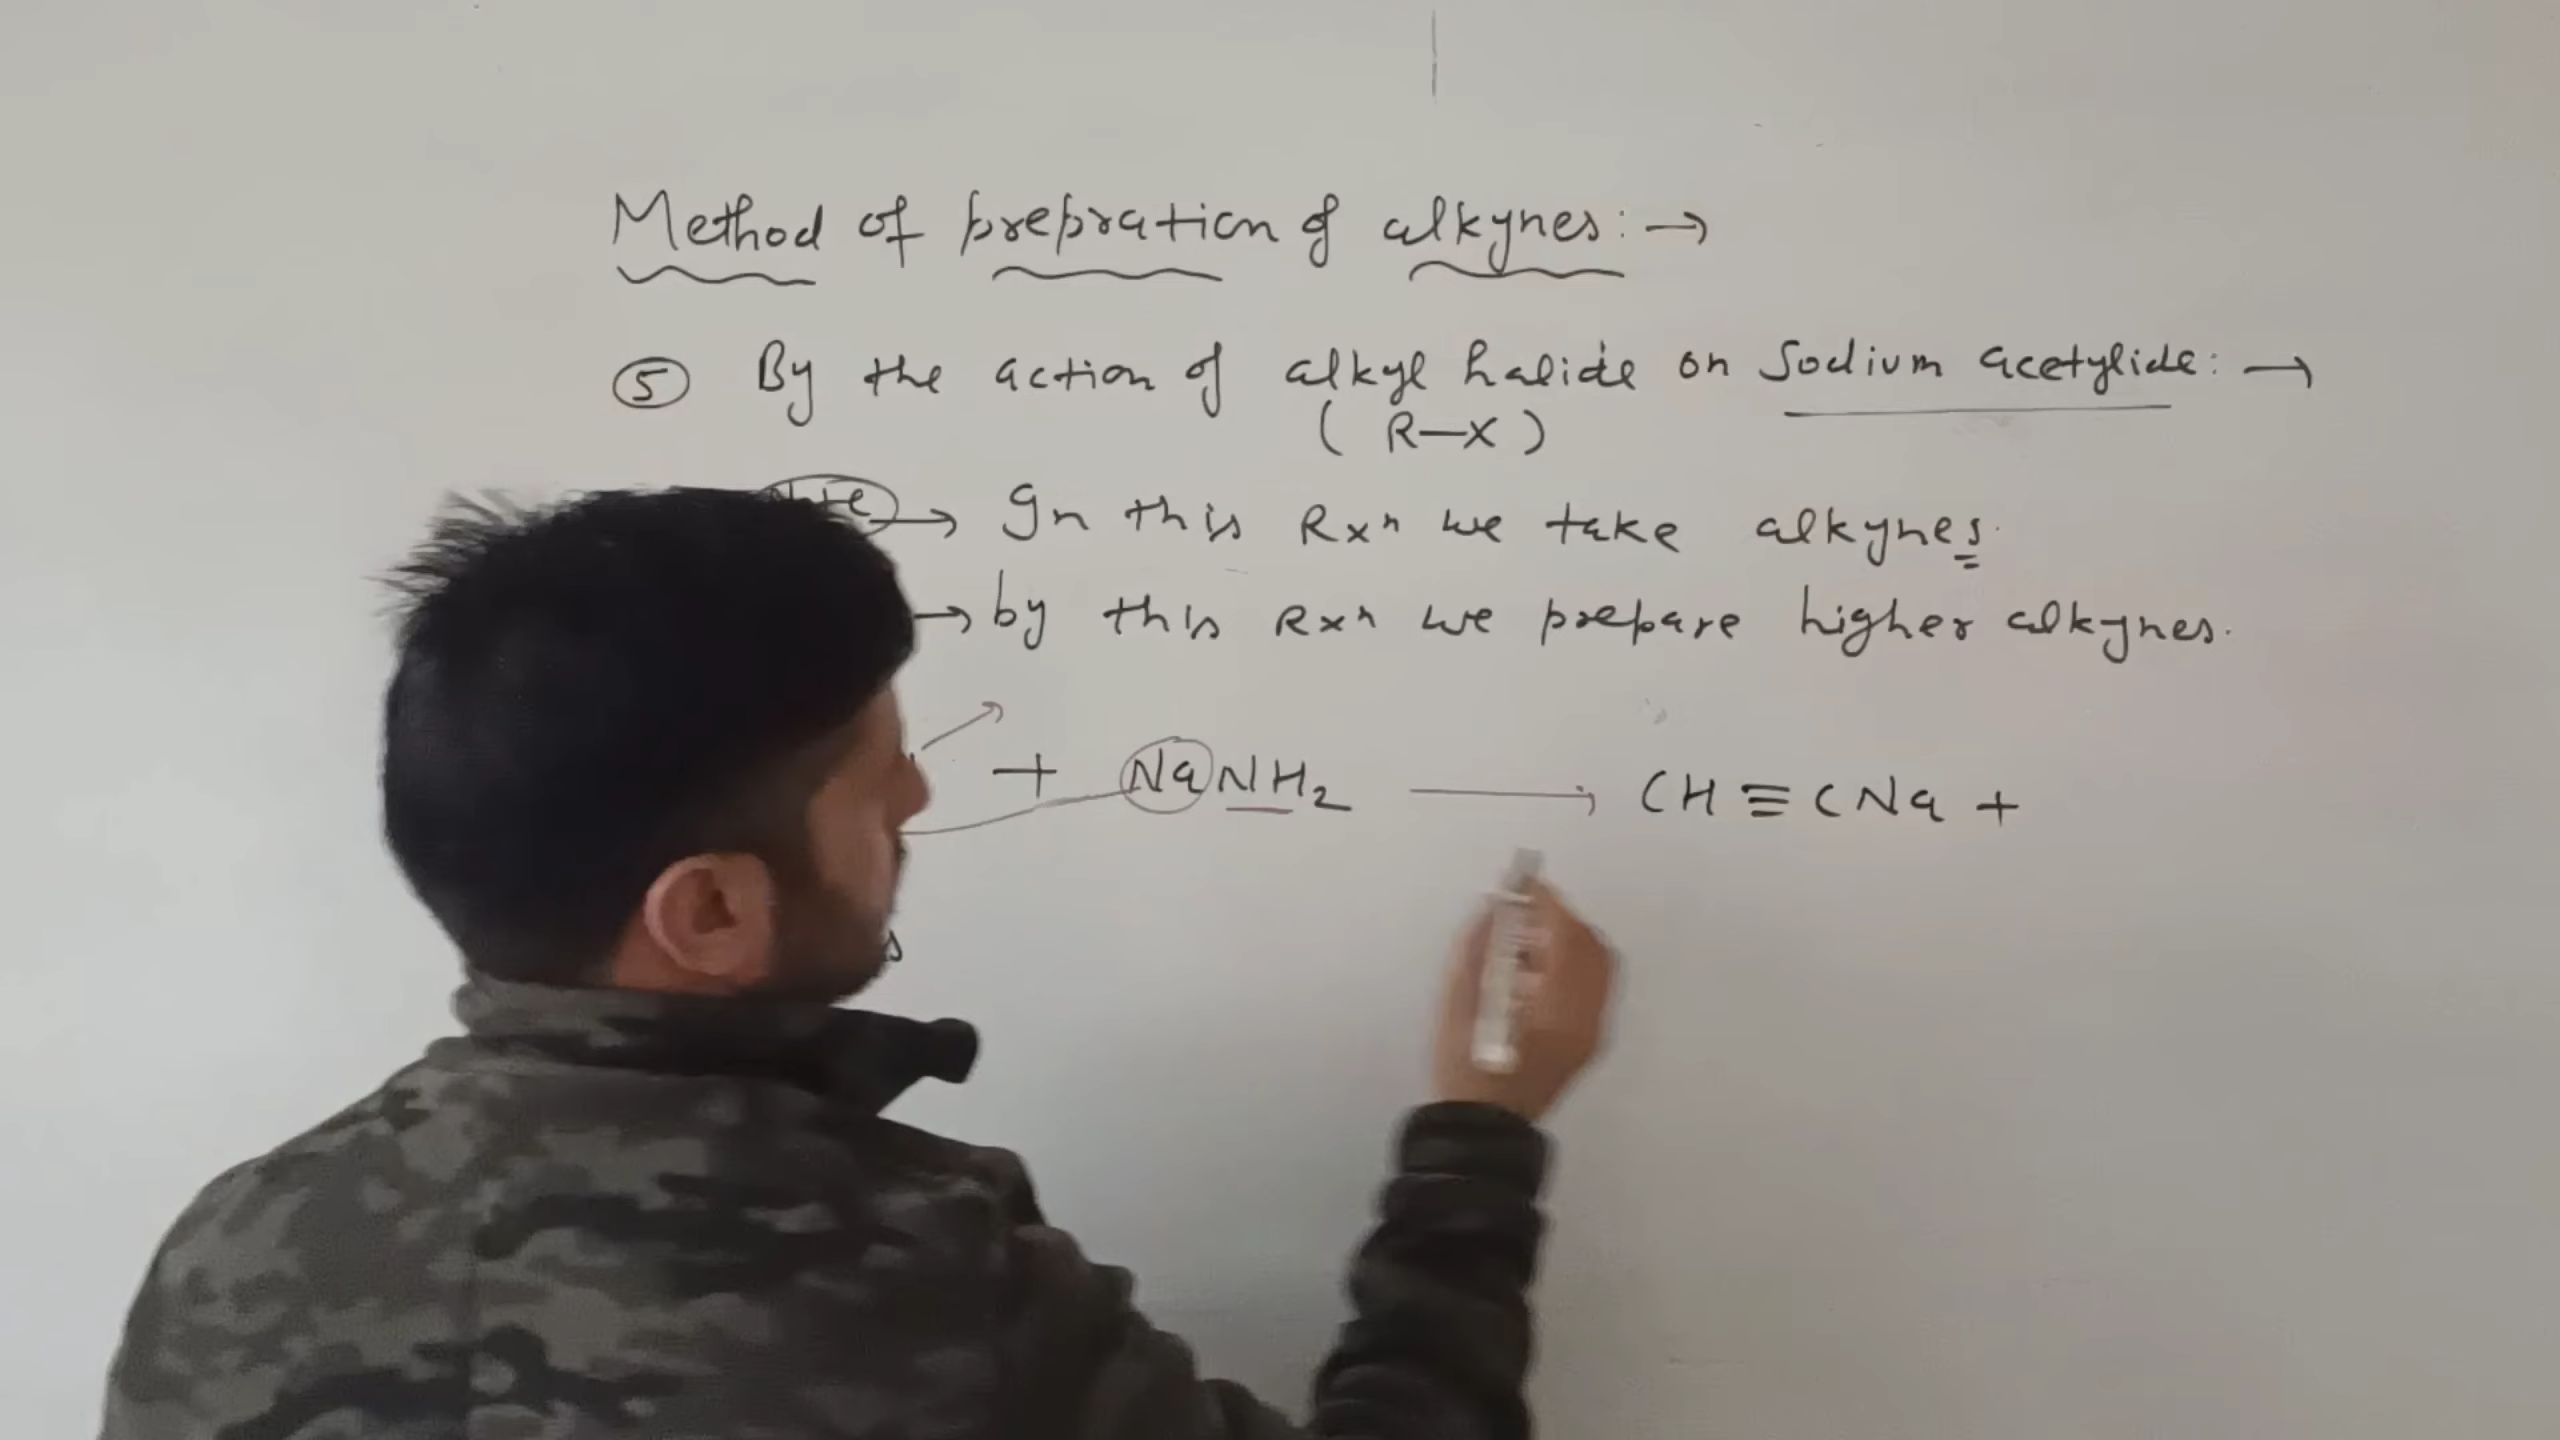 Method of prepration of alkynes:→
⑤ By the action of alkyl halide on Sodium acetylide:→
(R—X)
→ In this Rxn we take alkynes.
→ by this Rxn we prepare higher alkynes.
+ NaNH₂ ⟶ CH≡CNa +